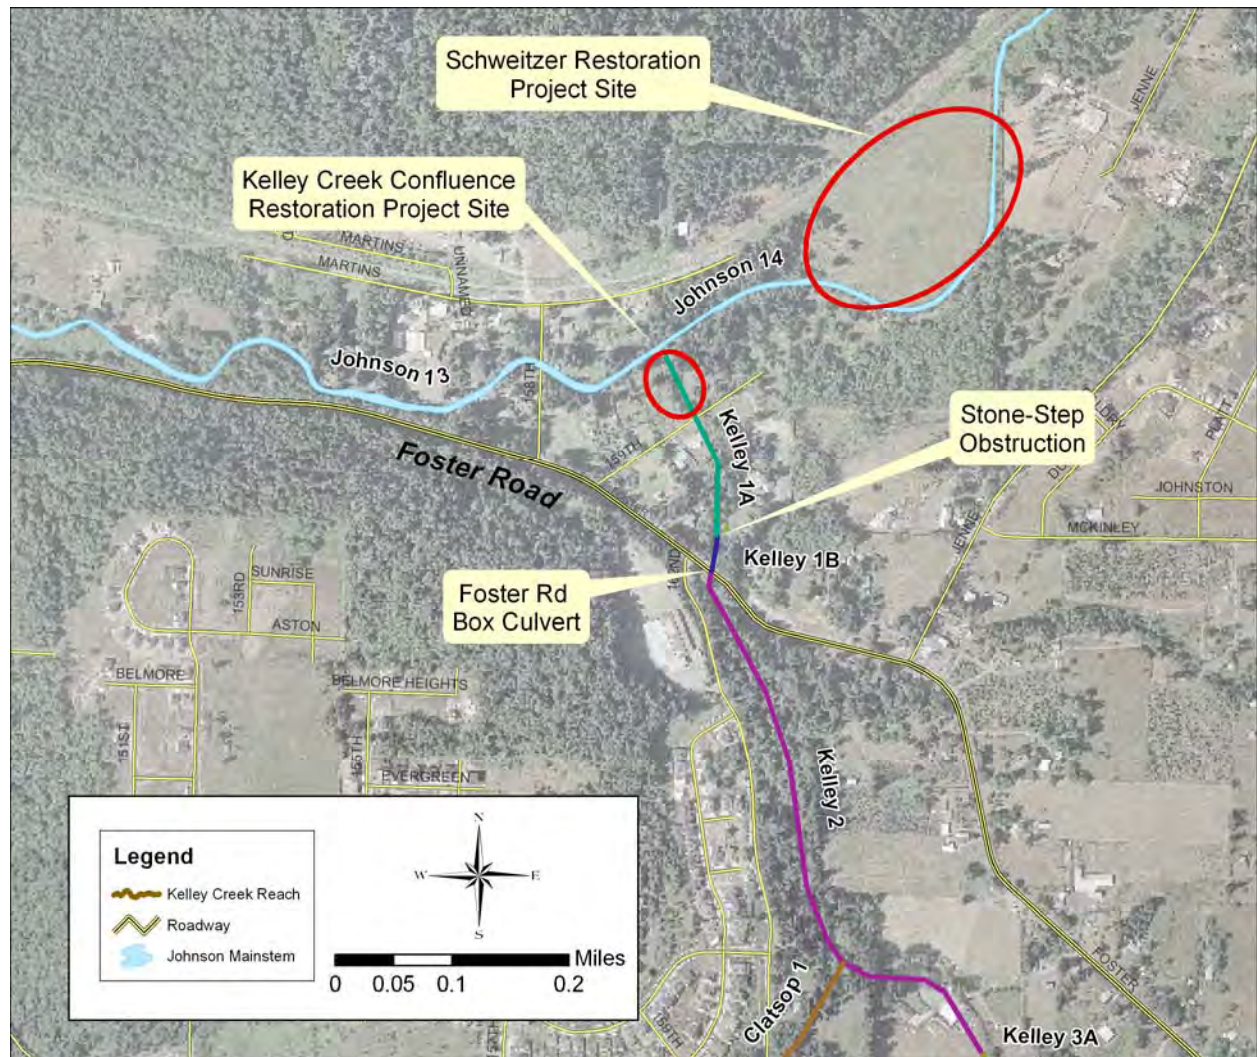 Schweitzer Restoration
Project Site
JENNE
Kelley Creek Confluence
Restoration Project Site
MARTINS
MARTINS
UNNAMED
Johnson 14
Johnson 13
158TH
Foster Road
159TH
Kelley 1A
Stone-Step
Obstruction
PLATT
JOHNSTON
MCKINLEY
JENNE
162ND
Kelley 1B
Foster Rd
Box Culvert
153RD
SUNRISE
ASTON
BELMORE
BELMORE HEIGHTS
151ST
155TH
EVERGREEN
Kelley 2
Legend
Kelley Creek Reach
Roadway
Johnson Mainstem
N
W
E
S
Miles
0
0.05
0.1
0.2
159TH
Clatsop 1
FOSTER
Kelley 3A